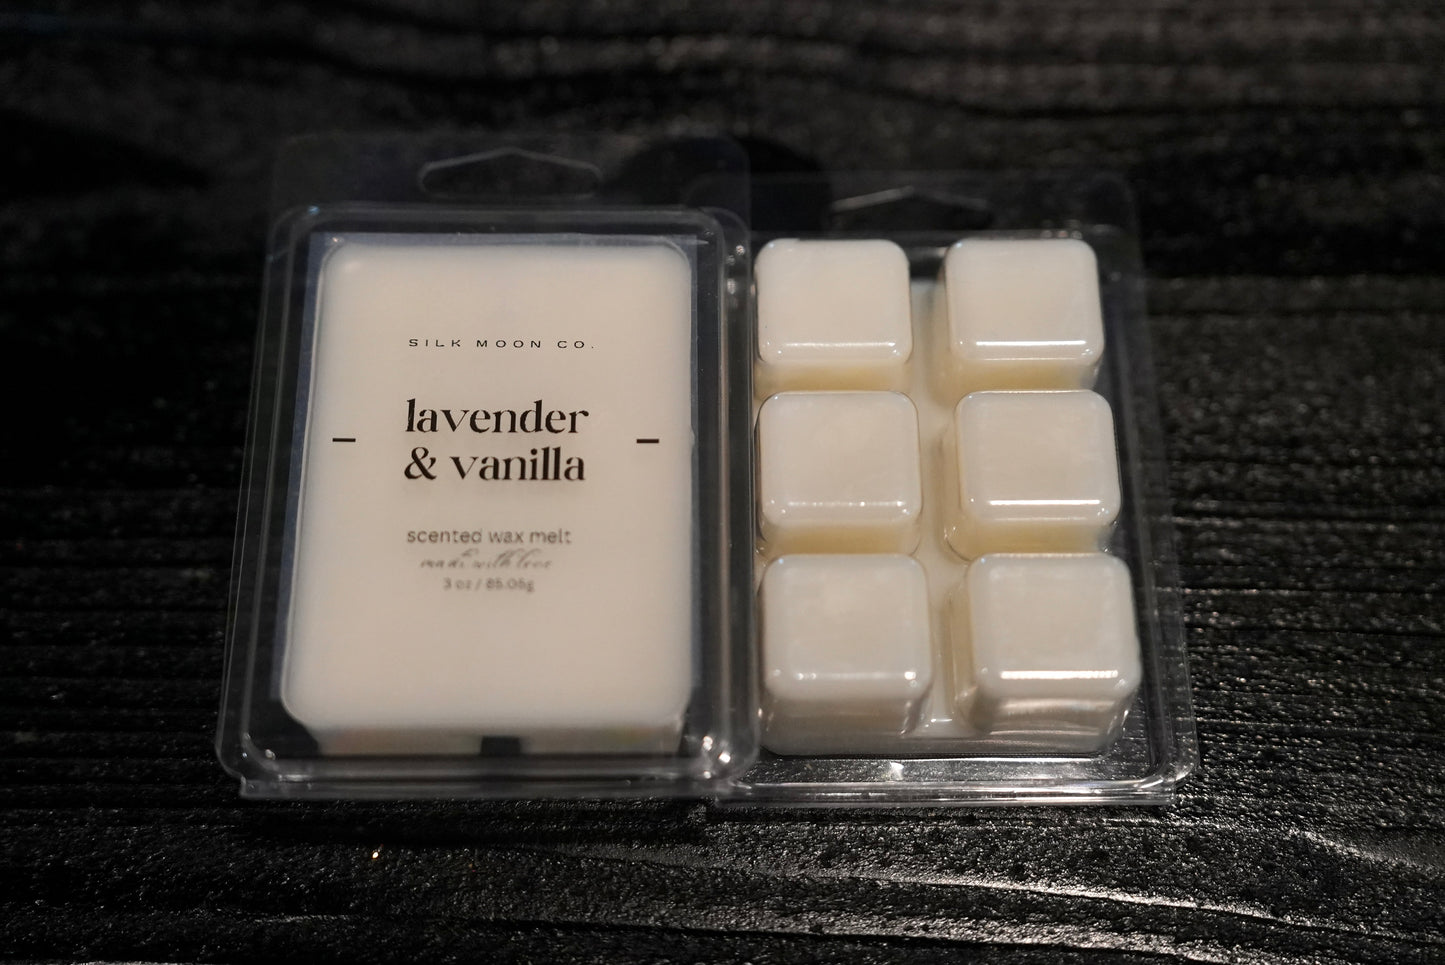 SILK MOON CO.
lavender
& vanilla
scented wax melt
made with love
3 oz / 85.05g